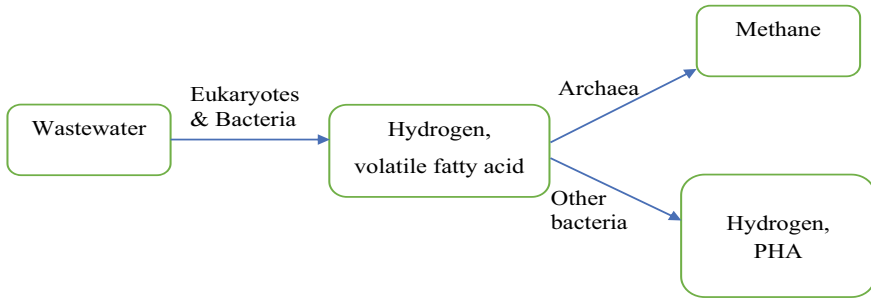 Wastewater
Eukaryotes
& Bacteria
Hydrogen,
volatile fatty acid
Archaea
Methane
Other
bacteria
Hydrogen,
PHA